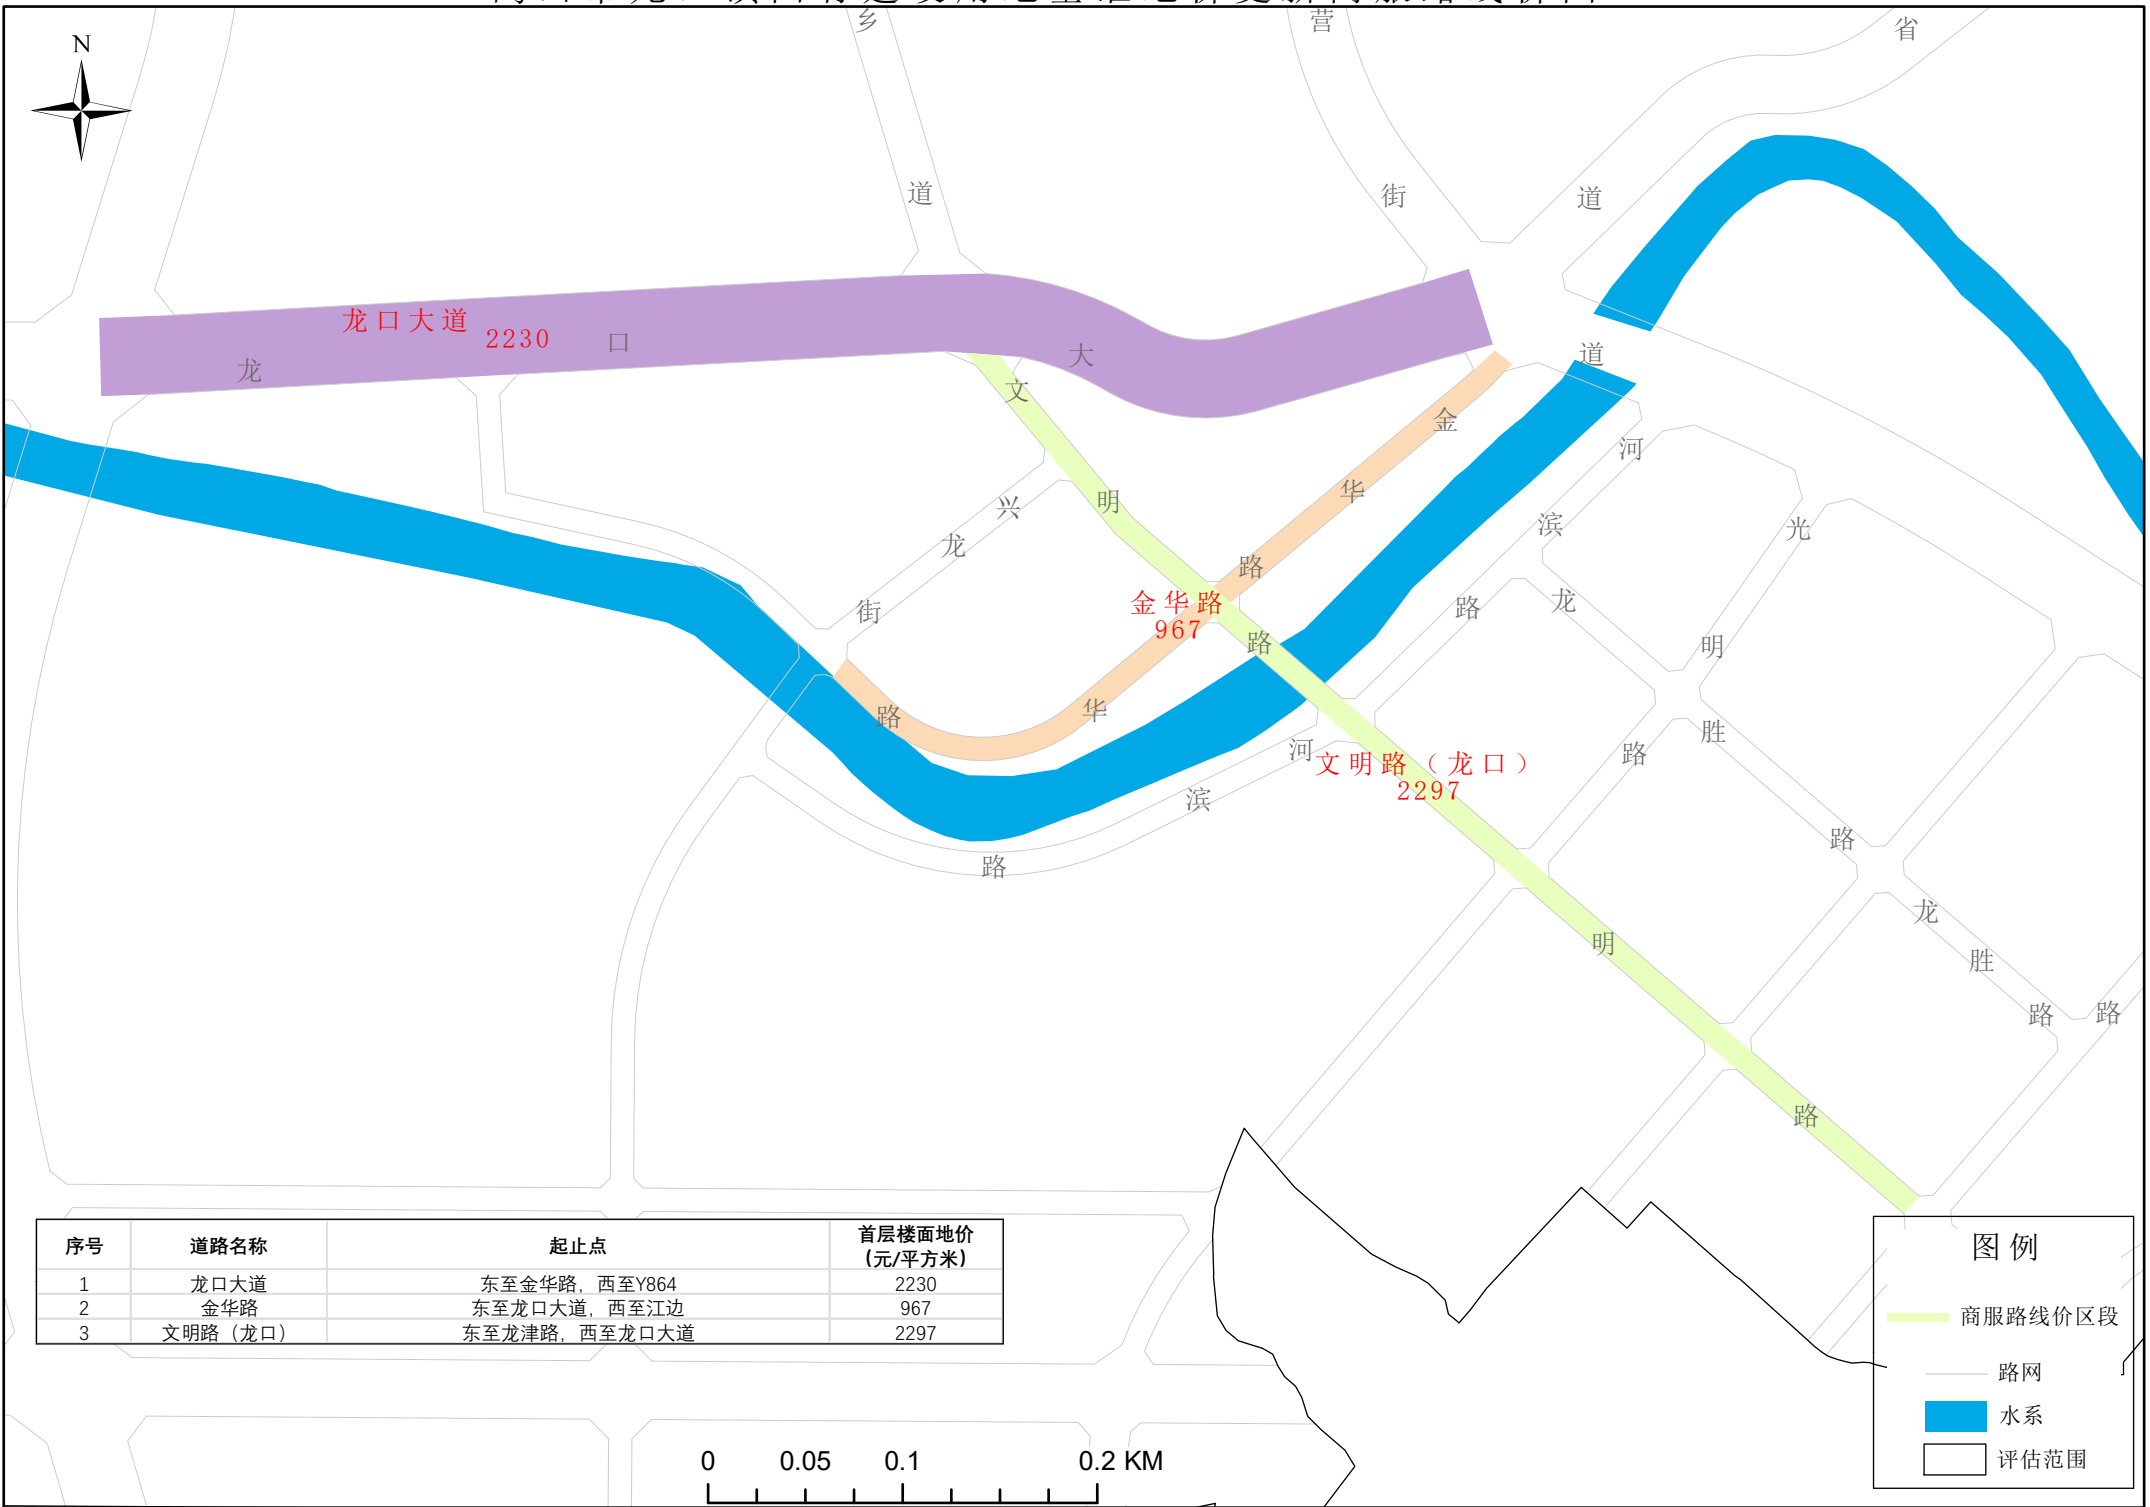 N
乡
营
省
道
街
道
龙口大道
2230
口
龙
大
道
文
金
河
华
兴
明
滨
光
龙
路
金华路
967
街
路
龙
路
明
路
华
胜
河
路
文明路（龙口）
2297
滨
路
路
龙
明
胜
路
路
路
序号 道路名称 起止点 首层楼面地价
(元/平方米)
1 龙口大道 东至金华路，西至Y864 2230
2 金华路 东至龙口大道，西至江边 967
3 文明路（龙口） 东至龙津路，西至龙口大道 2297
图例
商服路线价区段
路网
水系
评估范围
0 0.05 0.1 0.2 KM